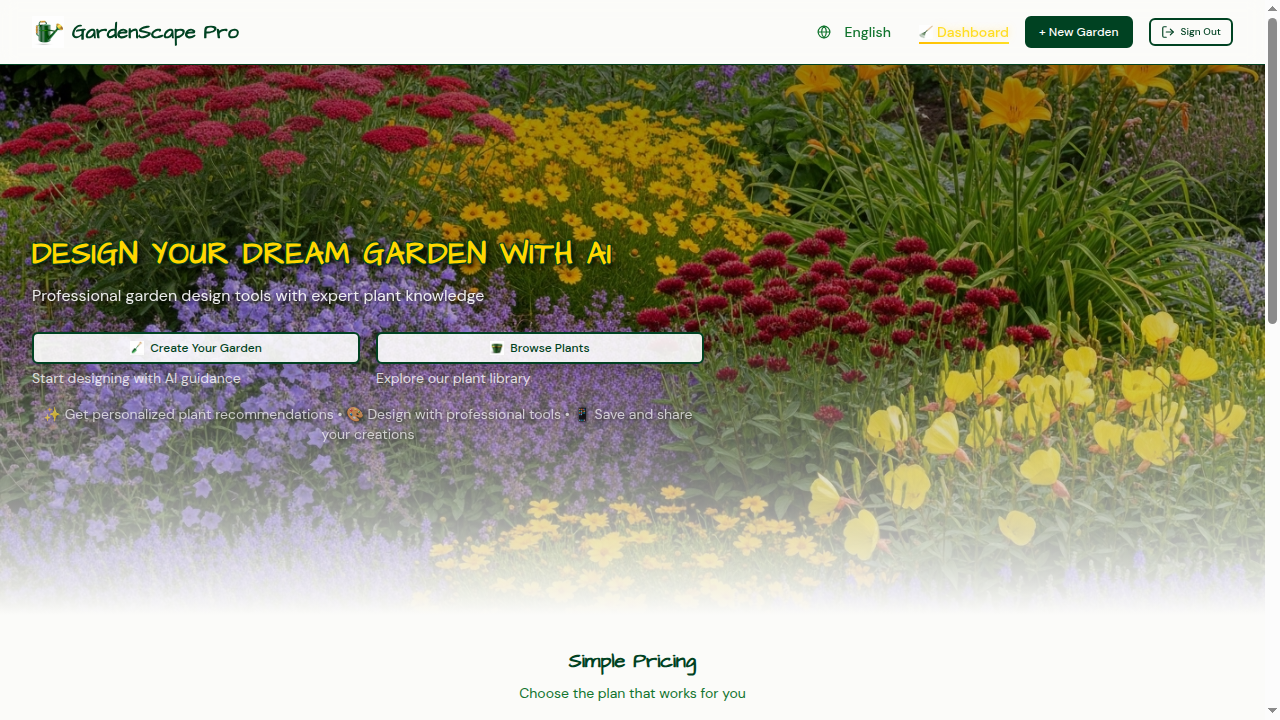 GardenScape Pro
English
Dashboard
+ New Garden
Sign Out
DESIGN YOUR DREAM GARDEN WITH AI
Professional garden design tools with expert plant knowledge
Create Your Garden
Browse Plants
Start designing with AI guidance
Explore our plant library
✨ Get personalized plant recommendations • 🎨 Design with professional tools • 📱 Save and share
your creations
Simple Pricing
Choose the plan that works for you